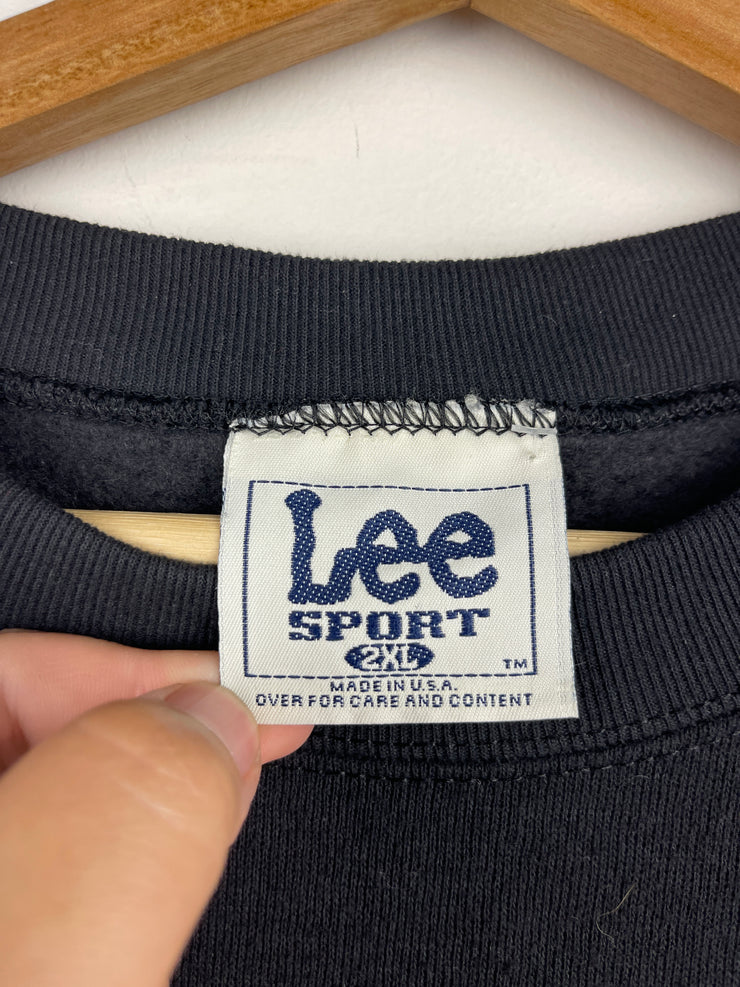 Lee
SPORT
2XL
TM
MADE IN U.S.A.
OVER FOR CARE AND CONTENT